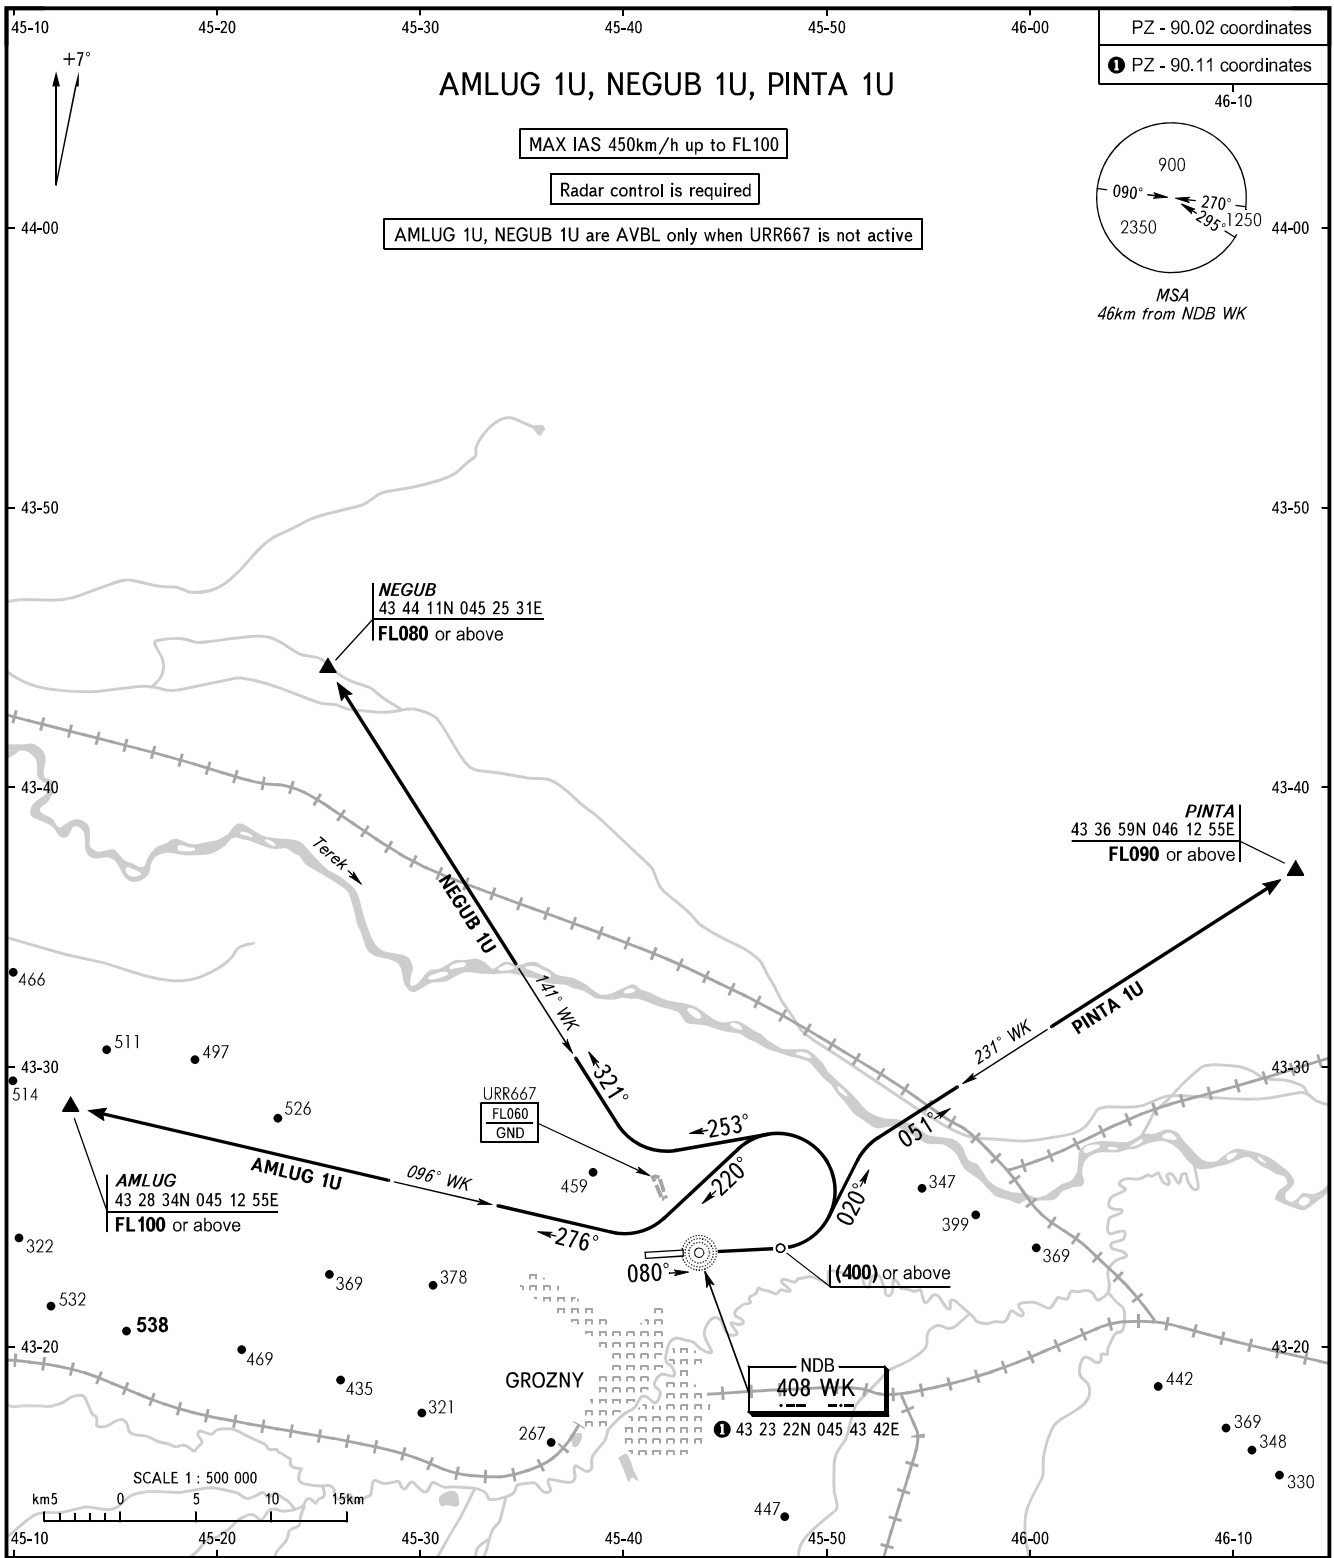 45-10
45-20
45-30
45-40
45-50
46-00
PZ - 90.02 coordinates
❶ PZ - 90.11 coordinates
46-10
+7°
AMLUG 1U, NEGUB 1U, PINTA 1U
MAX IAS 450km/h up to FL100
Radar control is required
AMLUG 1U, NEGUB 1U are AVBL only when URR667 is not active
900
090°
270°
295°
1250
2350
MSA
46km from NDB WK
44-00
44-00
43-50
43-50
NEGUB
43 44 11N 045 25 31E
FL080 or above
43-40
43-40
PINTA
43 36 59N 046 12 55E
FL090 or above
Terek
NEGUB 1U
141° WK
PINTA 1U
231° WK
466
511
497
43-30
43-30
514
526
321°
URR667
FL060
GND
253°
051°
220°
020°
AMLUG 1U
096° WK
459
347
399
369
AMLUG
43 28 34N 045 12 55E
FL100 or above
276°
080°
(400) or above
322
369
378
532
538
43-20
43-20
469
435
321
GROZNY
267
NDB
408 WK
❶ 43 23 22N 045 43 42E
442
369
348
330
447
SCALE 1 : 500 000
km5
0
5
10
15km
45-10
45-20
45-30
45-40
45-50
46-00
46-10